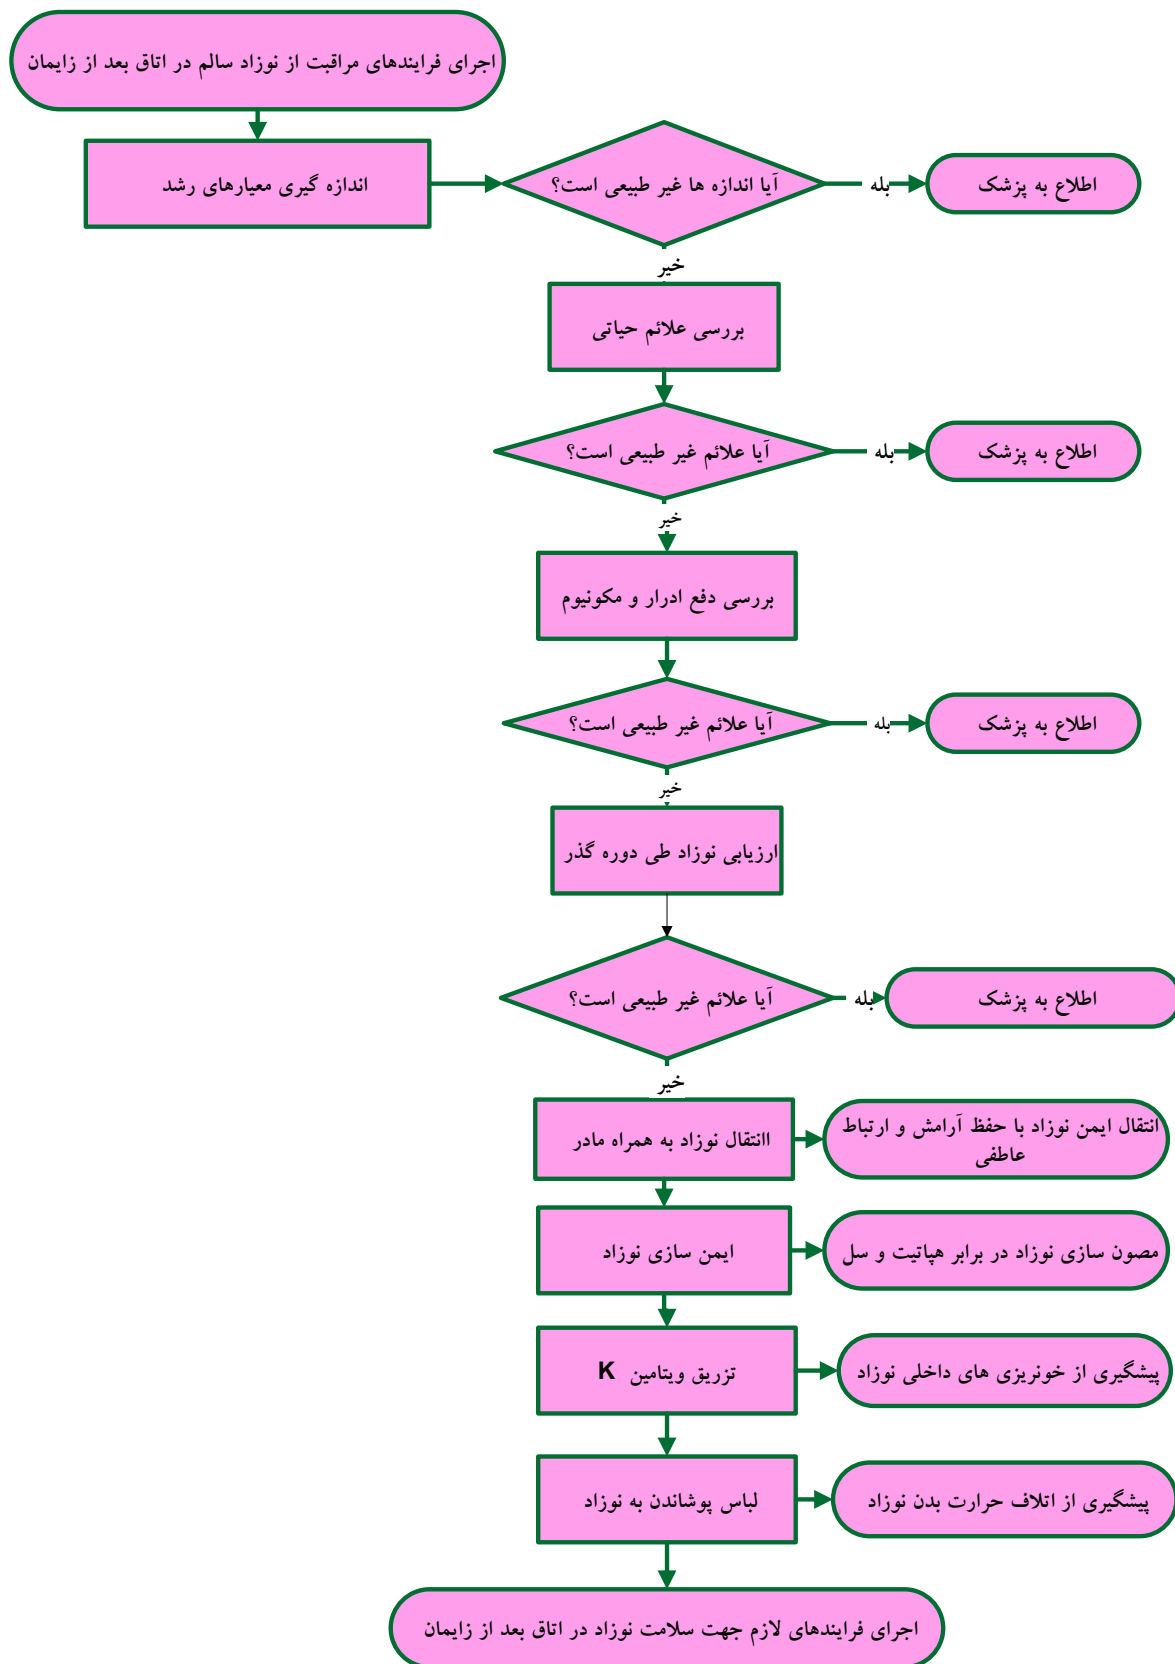 اجرای فرایندهای مراقبت از نوزاد سالم در اتاق بعد از زایمان
اندازه گیری معیارهای رشد
آیا اندازه ها غیر طبیعی است؟
بله
اطلاع به پزشک
خیر
بررسی علائم حیاتی
آیا علائم غیر طبیعی است؟
بله
اطلاع به پزشک
خیر
بررسی دفع ادرار و مکونیوم
آیا علائم غیر طبیعی است؟
بله
اطلاع به پزشک
خیر
ارزیابی نوزاد طی دوره گذر
آیا علائم غیر طبیعی است؟
بله
اطلاع به پزشک
خیر
اانتقال نوزاد به همراه مادر
انتقال ایمن نوزاد با حفظ آرامش و ارتباط
عاطفی
ایمن سازی نوزاد
مصون سازی نوزاد در برابر هپاتیت و سل
تزریق ویتامین K
پیشگیری از خونریزی های داخلی نوزاد
لباس پوشاندن به نوزاد
پیشگیری از اتلاف حرارت بدن نوزاد
اجرای فرایندهای لازم جهت سلامت نوزاد در اتاق بعد از زایمان